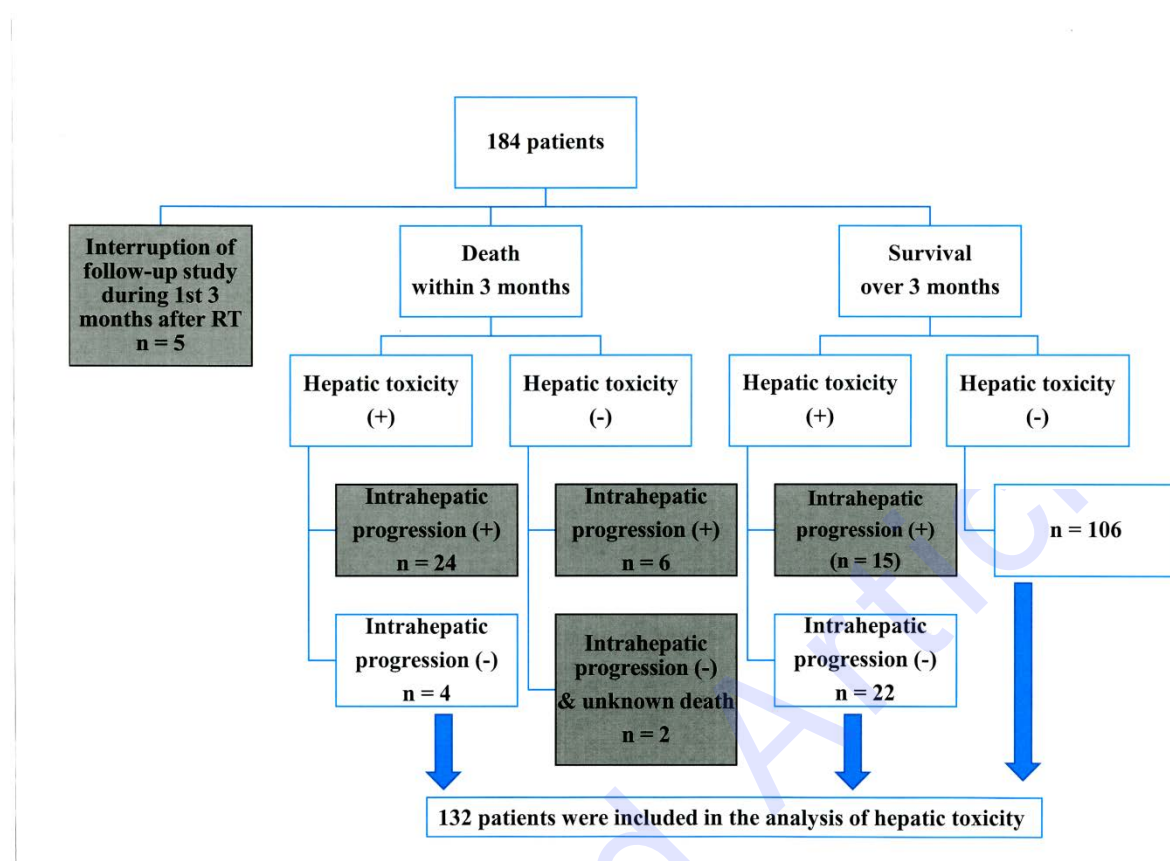 184 patients
Interruption of
follow-up study
during 1st 3
months after RT
n = 5
Death
within 3 months
Survival
over 3 months
Hepatic toxicity
(+)
Hepatic toxicity
(-)
Hepatic toxicity
(+)
Hepatic toxicity
(-)
Intrahepatic
progression (+)
n = 24
Intrahepatic
progression (+)
n = 6
Intrahepatic
progression (+)
(n = 15)
n = 106
Intrahepatic
progression (-)
n = 4
Intrahepatic
progression (-)
& unknown death
n = 2
Intrahepatic
progression (-)
n = 22
132 patients were included in the analysis of hepatic toxicity